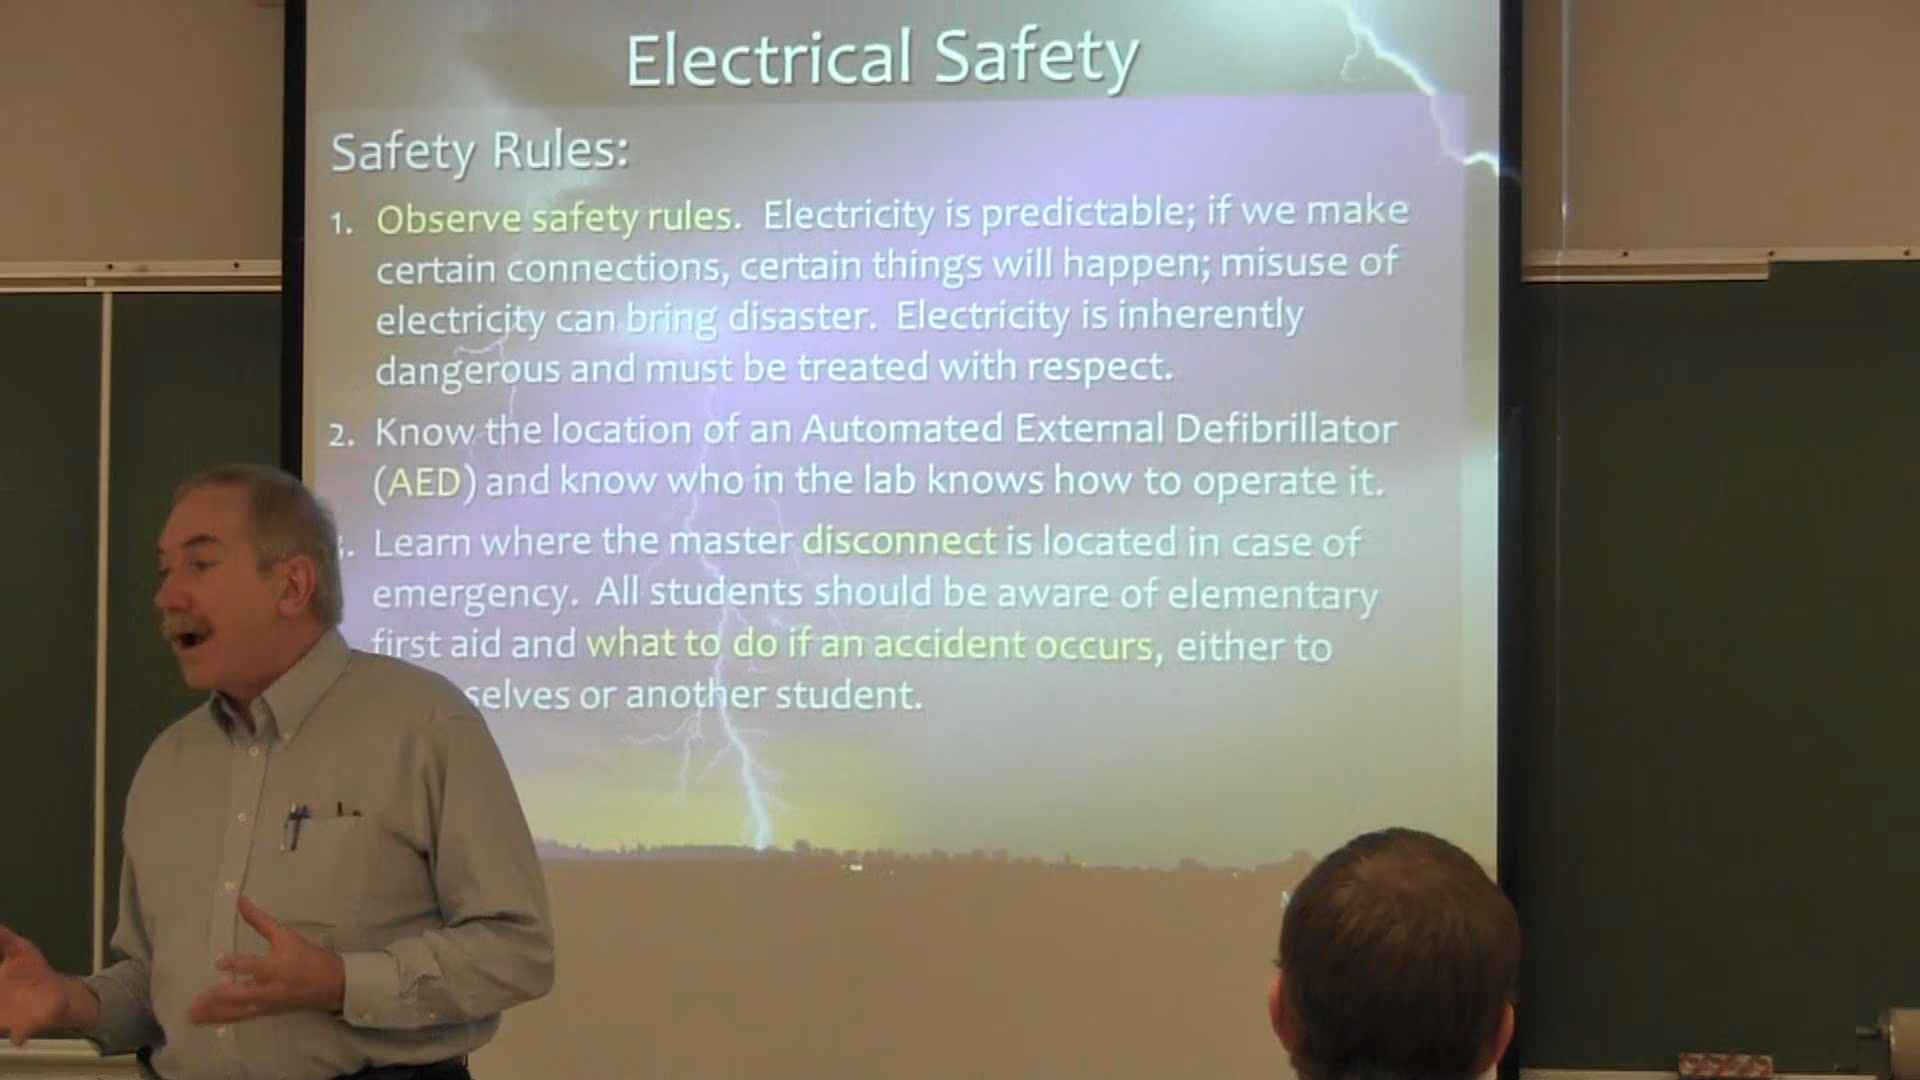 Electrical Safety
Safety Rules:
1. Observe safety rules. Electricity is predictable; if we make
certain connections, certain things will happen; misuse of
electricity can bring disaster. Electricity is inherently
dangerous and must be treated with respect.
2. Know the location of an Automated External Defibrillator
(AED) and know who in the lab knows how to operate it.
Learn where the master disconnect is located in case of
emergency. All students should be aware of elementary
first aid and what to do if an accident occurs, either to
selves or another student.